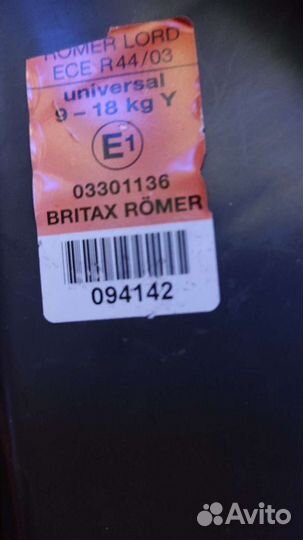 RÖMER LORD
ECE R44/03
universal
9 – 18 kg Y
E1
03301136
BRITAX RÖMER
094142
Avito